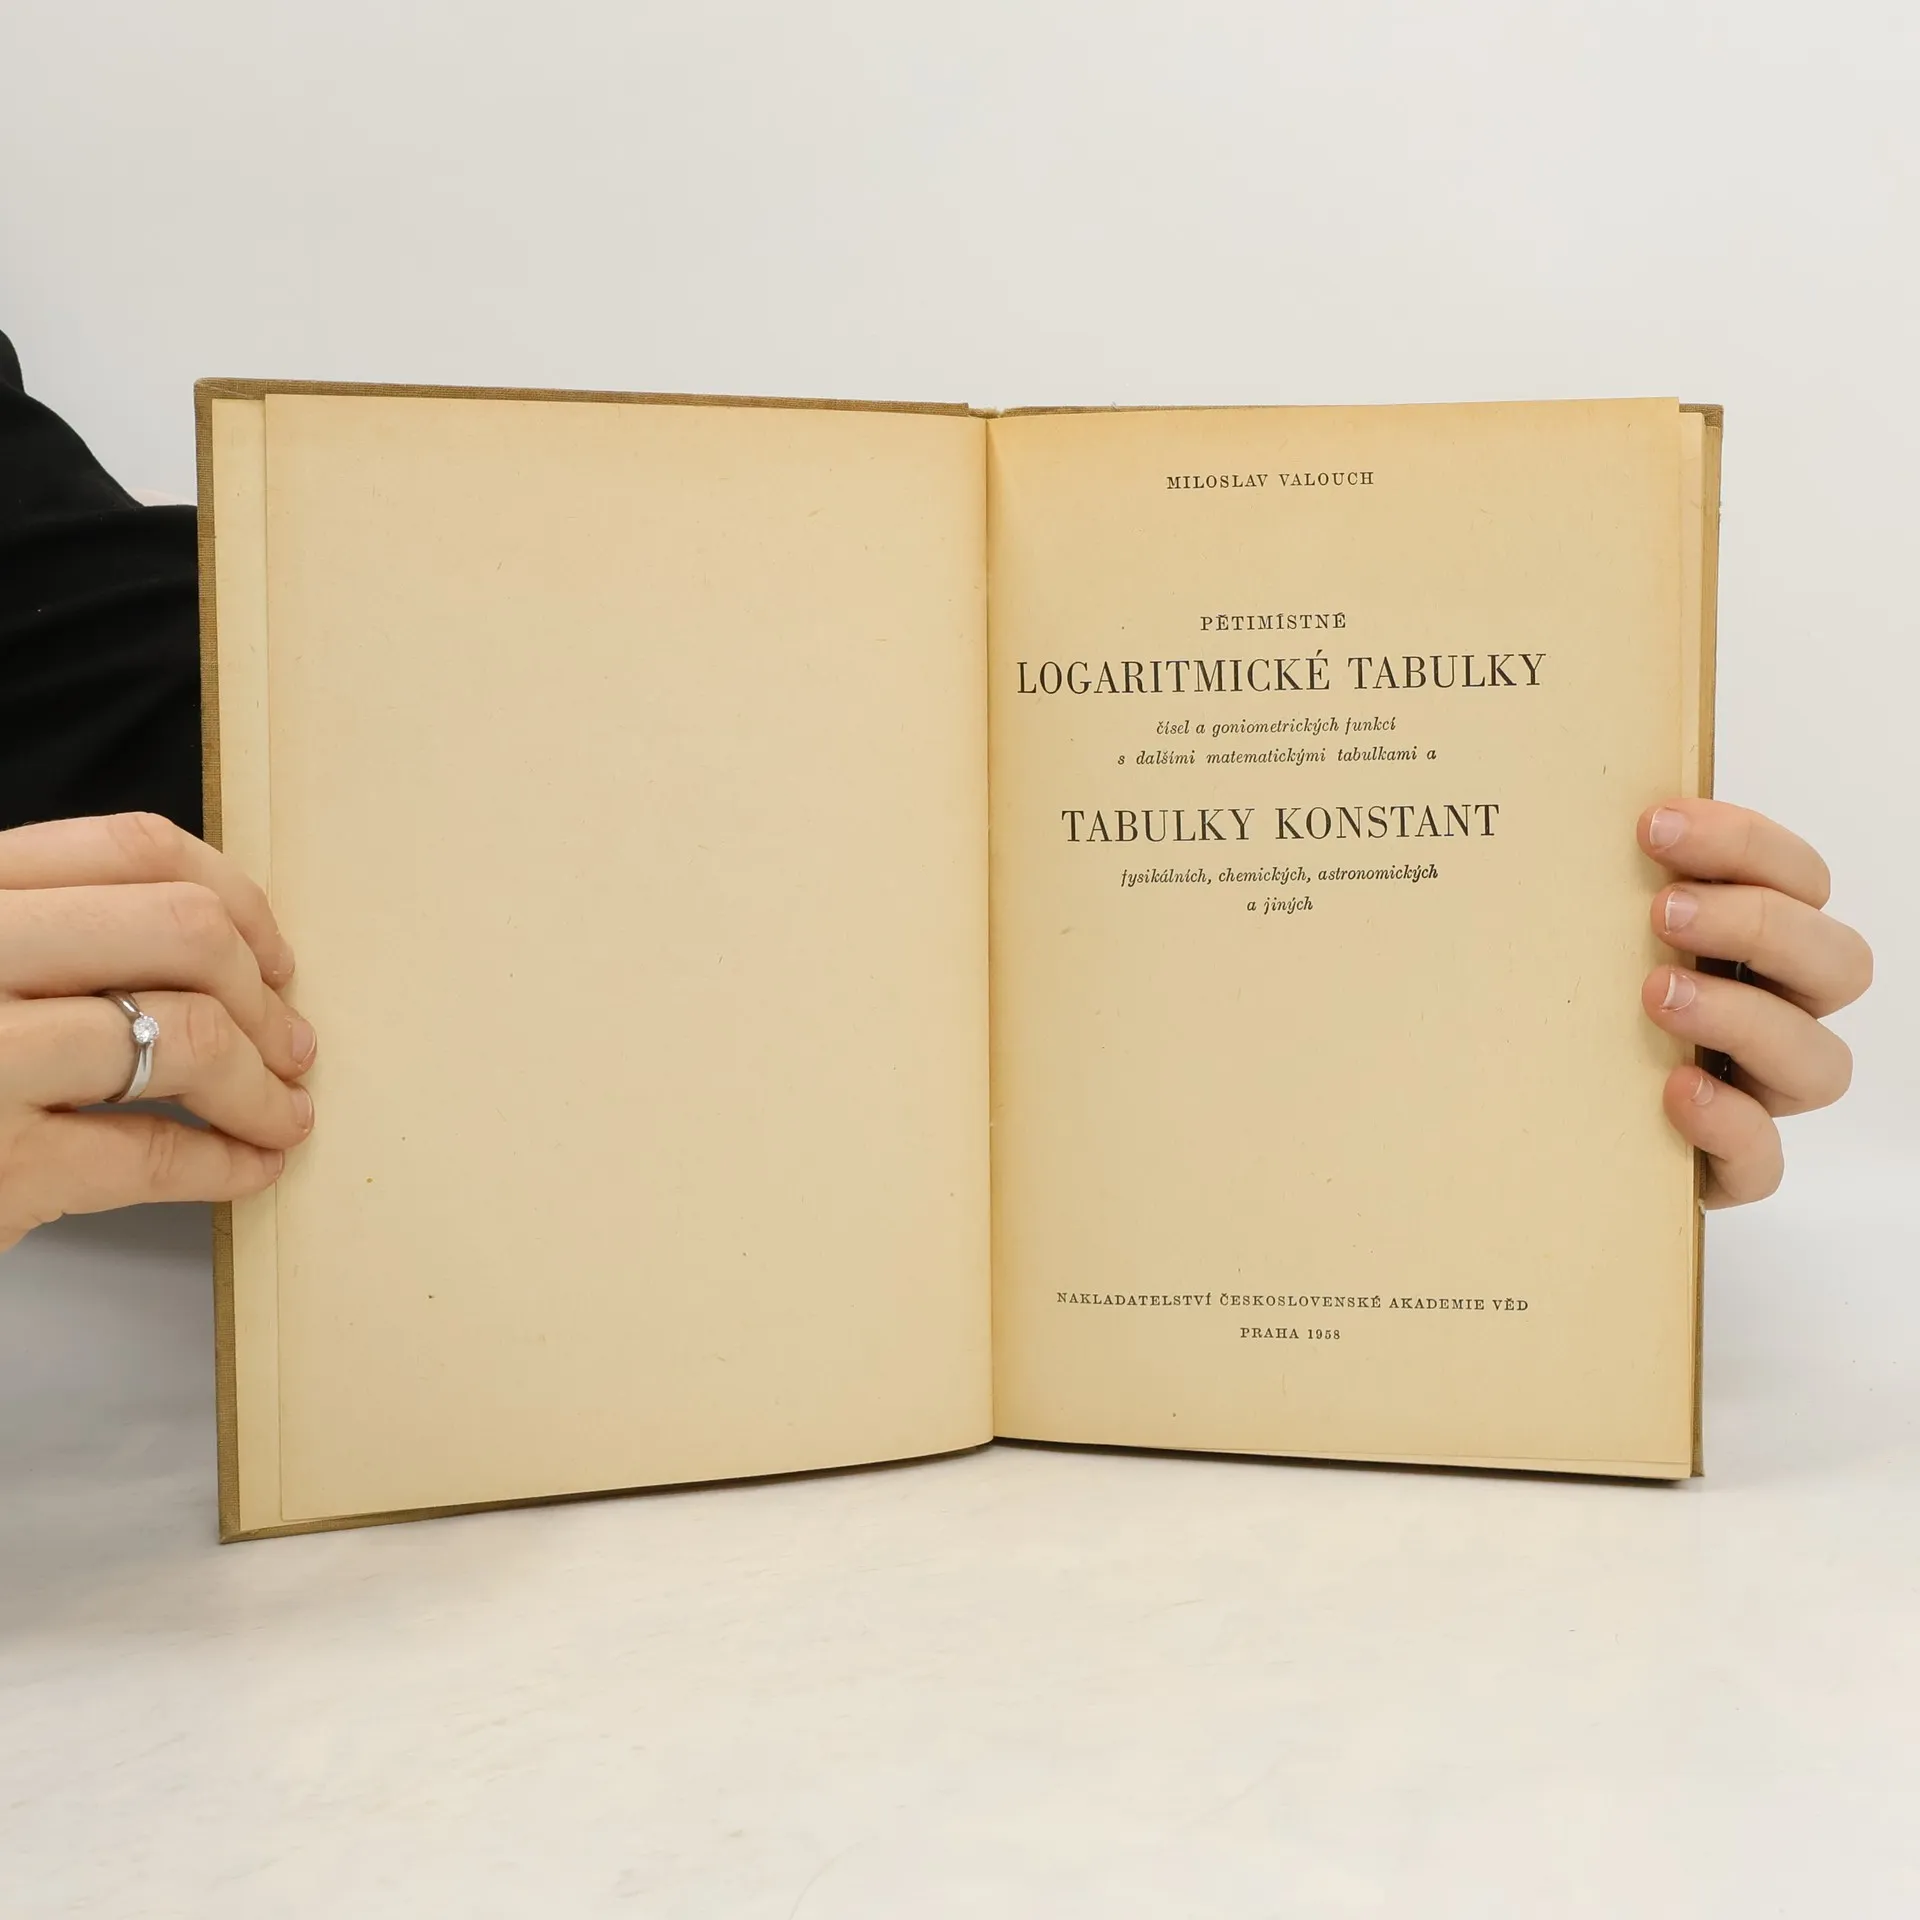 MILOSLAV VALOUCH
PĚTIMÍSTNÉ
LOGARITMICKÉ TABULKY
čísel a goniometrických funkcí
s dalšími matematickými tabulkami a
TABULKY KONSTANT
fysikálních, chemických, astronomických
a jiných
NAKLADATELSTVÍ ČESKOSLOVENSKÉ AKADEMIE VĚD
PRAHA 1958